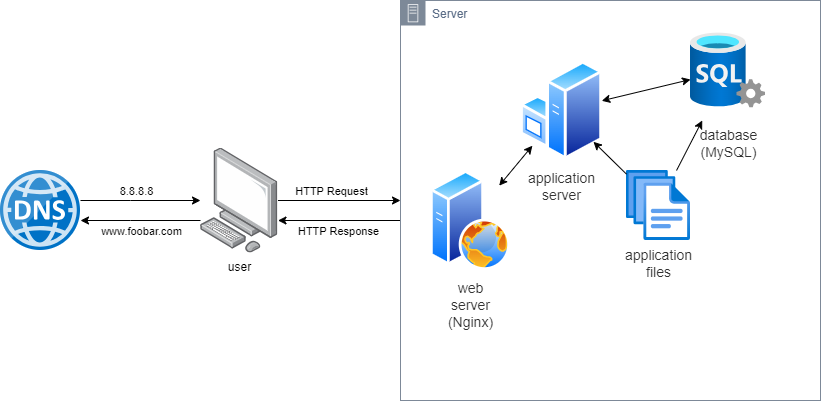 Server
SQL
database
(MySQL)
application
server
8.8.8.8
HTTP Request
DNS
www.foobar.com
HTTP Response
user
application
files
web
server
(Nginx)